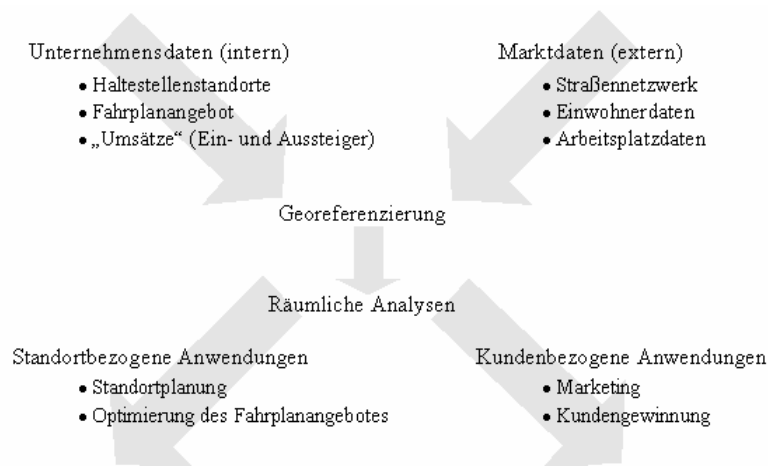 Unternehmensdaten (intern)
• Haltestellenstandorte
• Fahrplanangebot
• „Umsätze“ (Ein- und Aussteiger)
Marktdaten (extern)
• Straßennetzwerk
• Einwohnerdaten
• Arbeitsplatzdaten
Georeferenzierung
Räumliche Analysen
Standortbezogene Anwendungen
• Standortplanung
• Optimierung des Fahrplanangebotes
Kundenbezogene Anwendungen
• Marketing
• Kundengewinnung